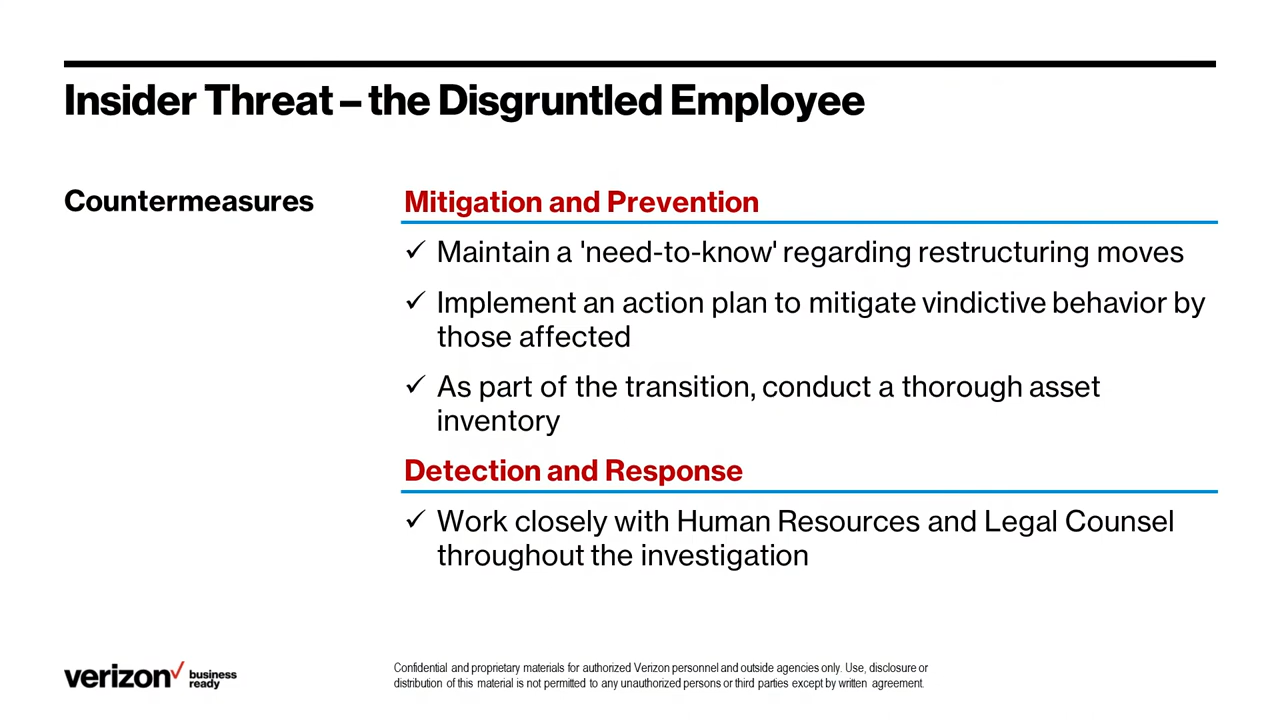 Insider Threat – the Disgruntled Employee
Countermeasures
Mitigation and Prevention
✓ Maintain a 'need-to-know' regarding restructuring moves
✓ Implement an action plan to mitigate vindictive behavior by
those affected
✓ As part of the transition, conduct a thorough asset
inventory
Detection and Response
✓ Work closely with Human Resources and Legal Counsel
throughout the investigation
verizon✓ business
ready
Confidential and proprietary materials for authorized Verizon personnel and outside agencies only. Use, disclosure or
distribution of this material is not permitted to any unauthorized persons or third parties except by written agreement.